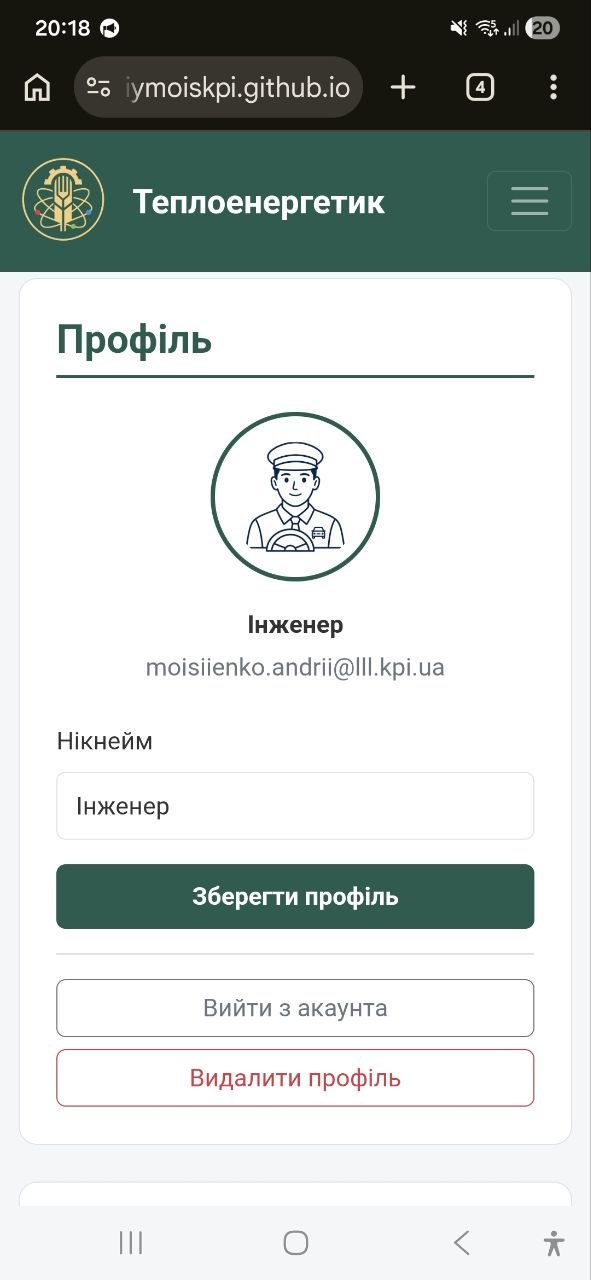 20:18
20
iymoiskpi.github.io
4
Теплоенергетик
Профіль
Інженер
moisiienko.andrii@lll.kpi.ua
Нікнейм
Інженер
Зберегти профіль
Вийти з акаунта
Видалити профіль